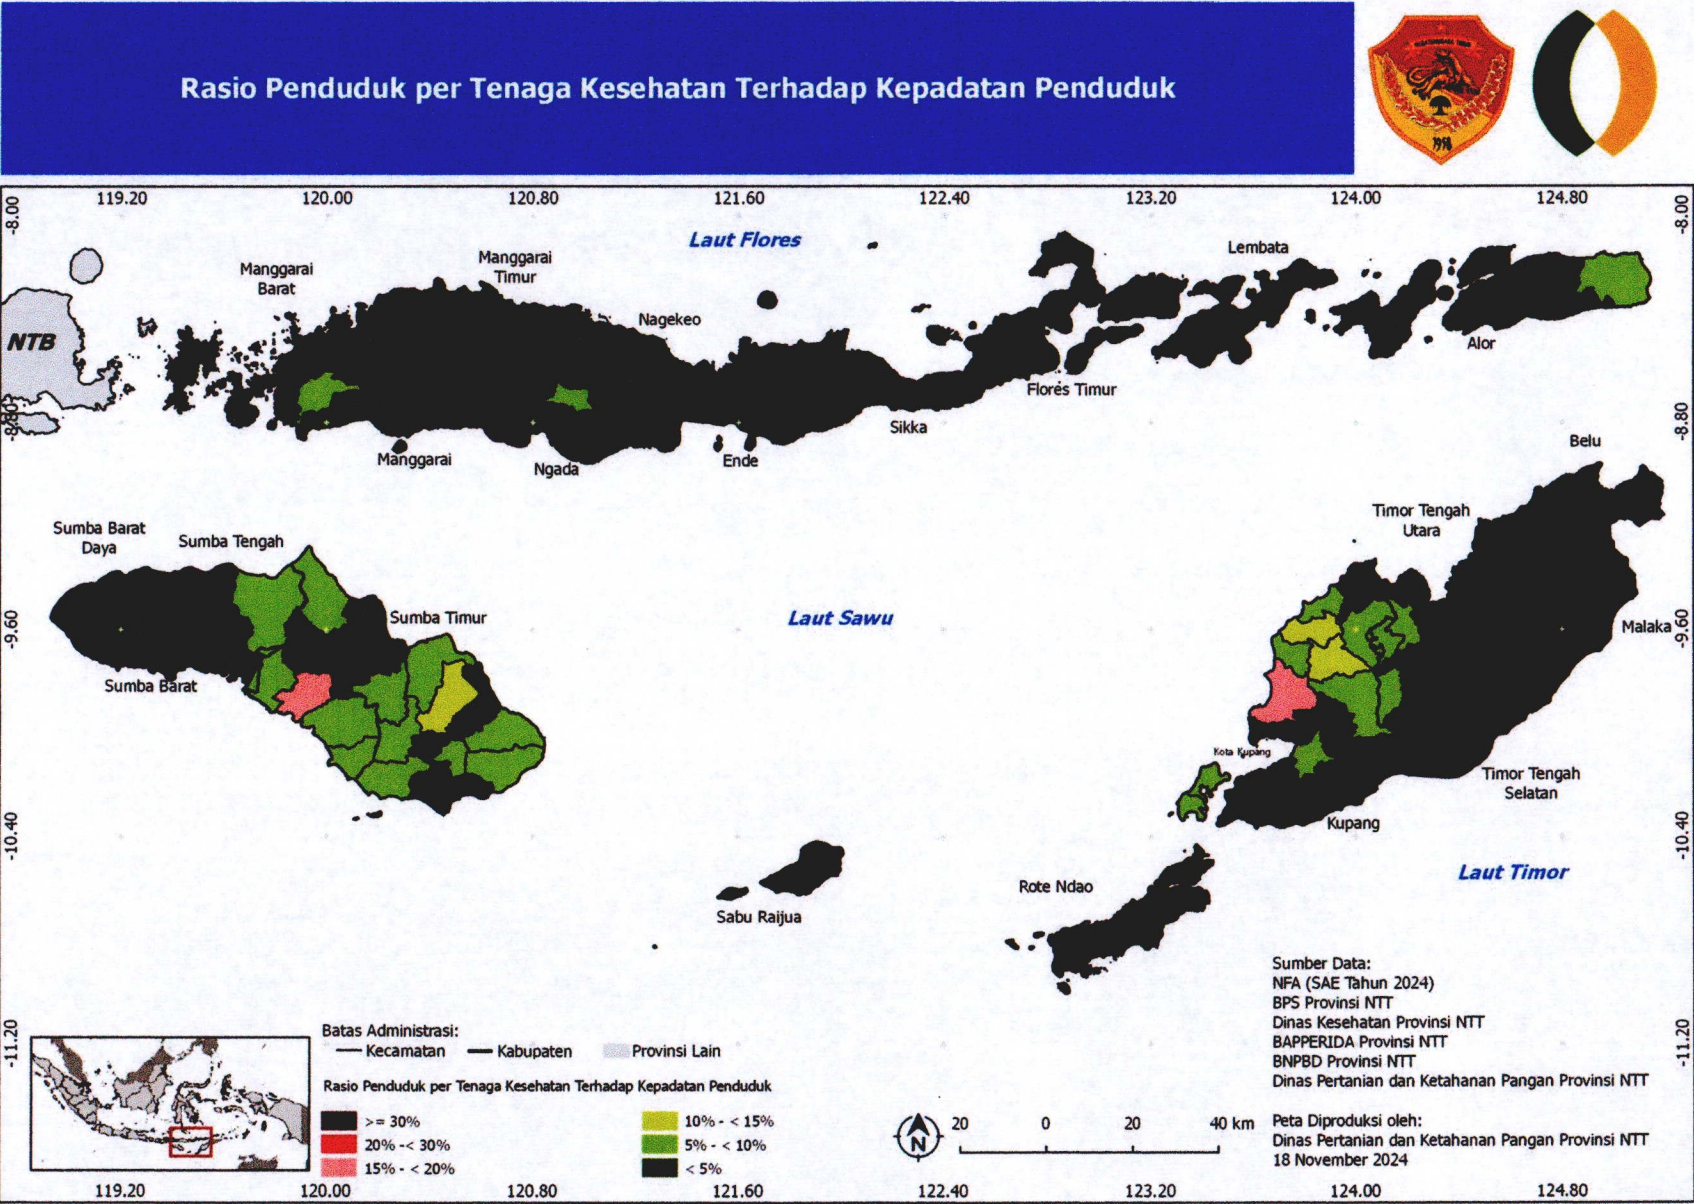 Rasio Penduduk per Tenaga Kesehatan Terhadap Kepadatan Penduduk
1958
119.20 120.00 120.80 121.60 122.40 123.20 124.00 124.80
-8.00
-8.00
Laut Flores
Lembata
Manggarai
Timur
Manggarai
Barat
Nagekeo
NTB
Alor
Flores Timur
-8.80
-8.80
Sikka
Belu
Manggarai
Ngada
Ende
Timor Tengah
Utara
Sumba Barat
Daya
Sumba Tengah
Sumba Timur
Laut Sawu
-9.60
-9.60
Malaka
Sumba Barat
Kota Kupang
Timor Tengah
Selatan
Kupang
-10.40
-10.40
Laut Timor
Rote Ndao
Sabu Raijua
Sumber Data:
NFA (SAE Tahun 2024)
BPS Provinsi NTT
Dinas Kesehatan Provinsi NTT
BAPPERIDA Provinsi NTT
BNPBD Provinsi NTT
Dinas Pertanian dan Ketahanan Pangan Provinsi NTT
-11.20
-11.20
Batas Administrasi:
Kecamatan Kabupaten Provinsi Lain
Rasio Penduduk per Tenaga Kesehatan Terhadap Kepadatan Penduduk
>= 30%
20% -< 30%
15% - < 20%
10% - < 15%
5% - < 10%
< 5%
N
20 0 20 40 km
Peta Diproduksi oleh:
Dinas Pertanian dan Ketahanan Pangan Provinsi NTT
18 November 2024
119.20 120.00 120.80 121.60 122.40 123.20 124.00 124.80